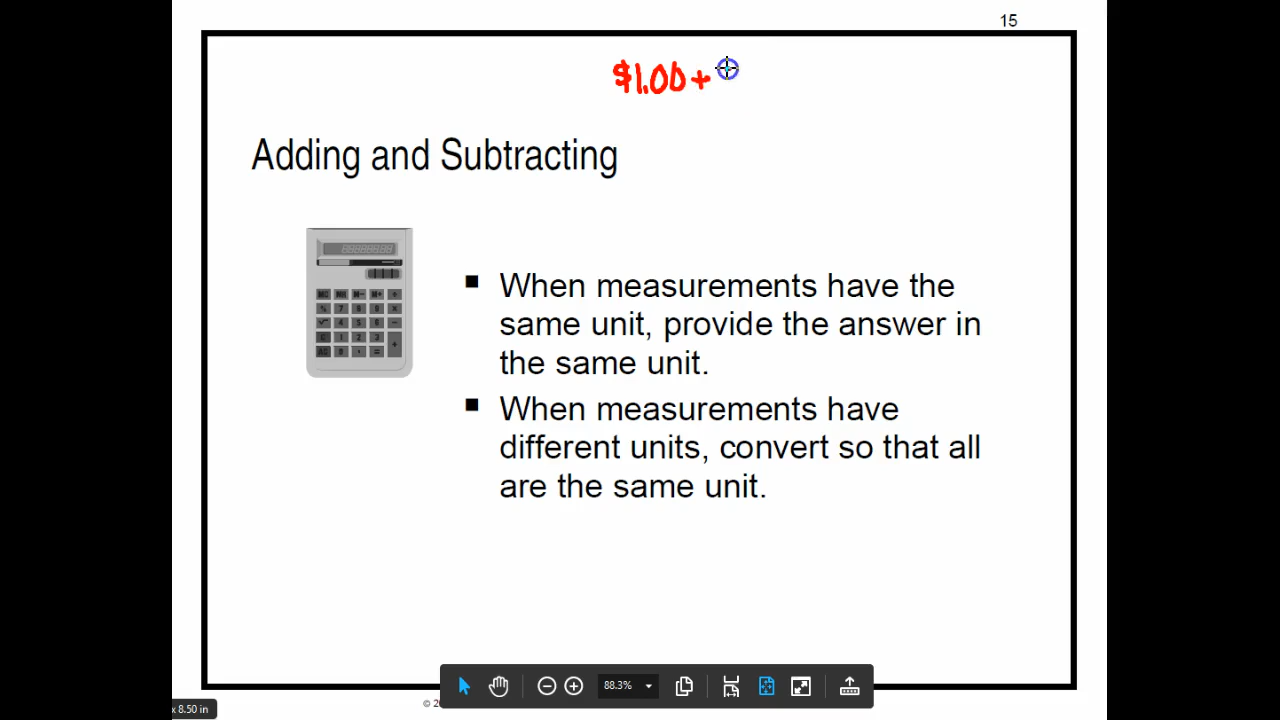 15
$1.00+
Adding and Subtracting
■ When measurements have the
same unit, provide the answer in
the same unit.
■ When measurements have
different units, convert so that all
are the same unit.
88.3%
x 8.50 in
©